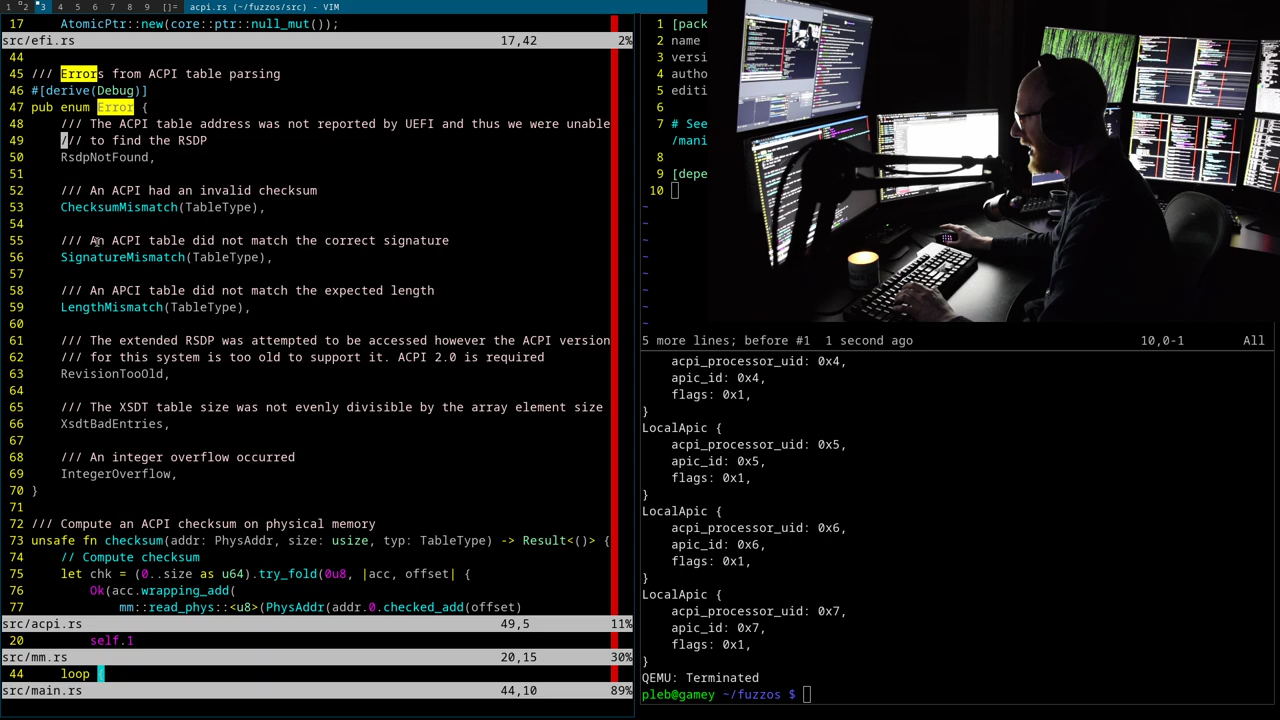 1 2 3 4 5 6 7 8 9 []= acpi.rs (~/fuzzos/src) - VIM
17 AtomicPtr::new(core::ptr::null_mut());
src/efi.rs 17,42 2%
44
45 /// Errors from ACPI table parsing
46 #[derive(Debug)]
47 pub enum Error {
48 /// The ACPI table address was not reported by UEFI and thus we were unable
49 /// to find the RSDP
50 RsdpNotFound,
51
52 /// An ACPI had an invalid checksum
53 ChecksumMismatch(TableType),
54
55 /// An ACPI table did not match the correct signature
56 SignatureMismatch(TableType),
57
58 /// An APCI table did not match the expected length
59 LengthMismatch(TableType),
60
61 /// The extended RSDP was attempted to be accessed however the ACPI version
62 /// for this system is too old to support it. ACPI 2.0 is required
63 RevisionTooOld,
64
65 /// The XSDT table size was not evenly divisible by the array element size
66 XsdtBadEntries,
67
68 /// An integer overflow occurred
69 IntegerOverflow,
70 }
71
72 /// Compute an ACPI checksum on physical memory
73 unsafe fn checksum(addr: PhysAddr, size: usize, typ: TableType) -> Result<()> {
74 // Compute checksum
75 let chk = (0..size as u64).try_fold(0u8, |acc, offset| {
76 Ok(acc.wrapping_add(
77 mm::read_phys::<u8>(PhysAddr(addr.0.checked_add(offset)
src/acpi.rs 49,5 11%
20 self.1
src/mm.rs 20,15 30%
44 loop {
src/main.rs 44,10 89%
1 [pack
2 name
3 versi
4 autho
5 editi
6
7 # See
/mani
8
9 [depe
10
~
~
~
~
~
~
~
~
5 more lines; before #1 1 second ago 10,0-1 All
acpi_processor_uid: 0x4,
apic_id: 0x4,
flags: 0x1,
}
LocalApic {
acpi_processor_uid: 0x5,
apic_id: 0x5,
flags: 0x1,
}
LocalApic {
acpi_processor_uid: 0x6,
apic_id: 0x6,
flags: 0x1,
}
LocalApic {
acpi_processor_uid: 0x7,
apic_id: 0x7,
flags: 0x1,
}
QEMU: Terminated
pleb@gamey ~/fuzzos $